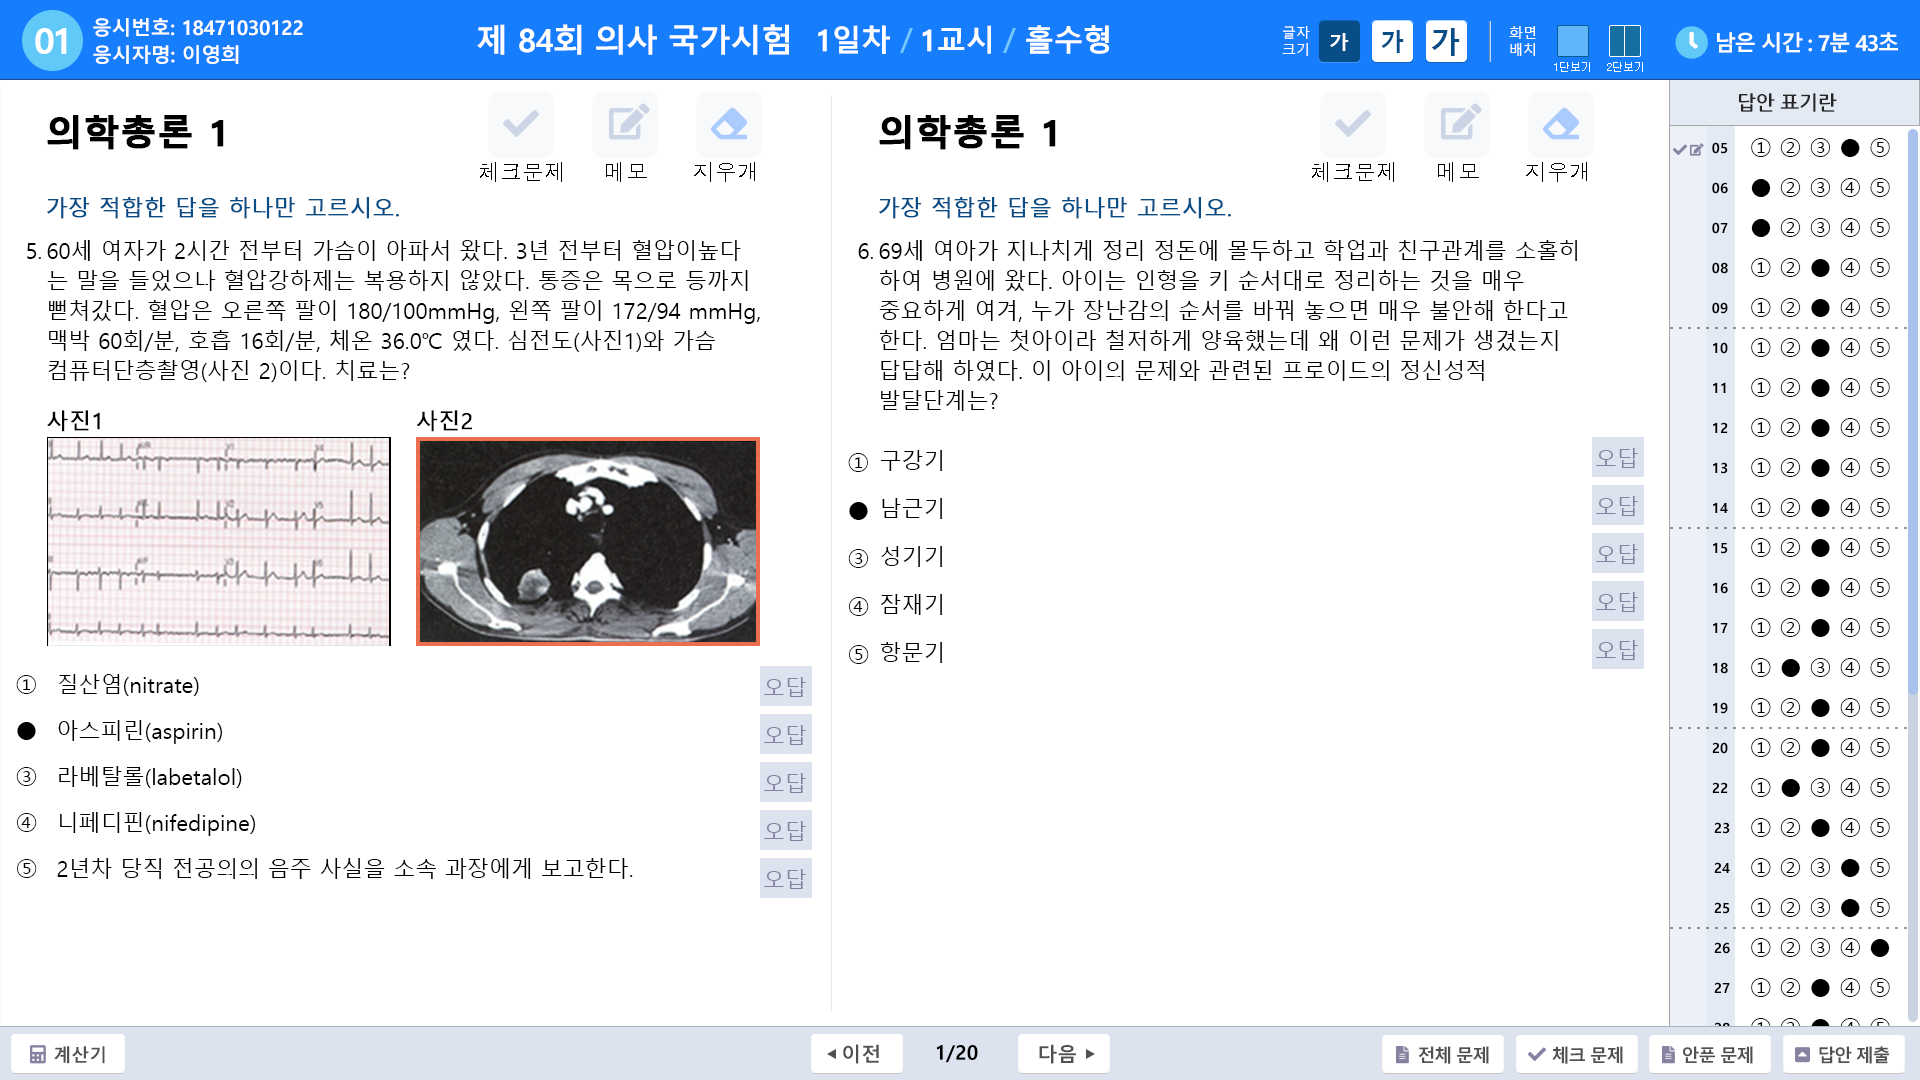 01
응시번호: 18471030122
응시자명: 이영희
제 84회 의사 국가시험 1일차 / 1교시 / 홀수형
글자
크기
가 가 가
화면
배치
1단보기 2단보기
남은 시간 : 7분 43초
의학총론 1
체크문제 메모 지우개
가장 적합한 답을 하나만 고르시오.
5. 60세 여자가 2시간 전부터 가슴이 아파서 왔다. 3년 전부터 혈압이높다
는 말을 들었으나 혈압강하제는 복용하지 않았다. 통증은 목으로 등까지
뻗쳐갔다. 혈압은 오른쪽 팔이 180/100mmHg, 왼쪽 팔이 172/94 mmHg,
맥박 60회/분, 호흡 16회/분, 체온 36.0℃ 였다. 심전도(사진1)와 가슴
컴퓨터단층촬영(사진 2)이다. 치료는?
사진1
사진2
① 질산염(nitrate) 오답
● 아스피린(aspirin) 오답
③ 라베탈롤(labetalol) 오답
④ 니페디핀(nifedipine) 오답
⑤ 2년차 당직 전공의의 음주 사실을 소속 과장에게 보고한다. 오답
의학총론 1
체크문제 메모 지우개
가장 적합한 답을 하나만 고르시오.
6. 69세 여아가 지나치게 정리 정돈에 몰두하고 학업과 친구관계를 소홀히
하여 병원에 왔다. 아이는 인형을 키 순서대로 정리하는 것을 매우
중요하게 여겨, 누가 장난감의 순서를 바꿔 놓으면 매우 불안해 한다고
한다. 엄마는 첫아이라 철저하게 양육했는데 왜 이런 문제가 생겼는지
답답해 하였다. 이 아이의 문제와 관련된 프로이드의 정신성적
발달단계는?
① 구강기 오답
● 남근기 오답
③ 성기기 오답
④ 잠재기 오답
⑤ 항문기 오답
답안 표기란
05 ① ② ③ ● ⑤
06 ● ② ③ ④ ⑤
07 ● ② ③ ④ ⑤
08 ① ② ● ④ ⑤
09 ① ② ● ④ ⑤
10 ① ② ● ④ ⑤
11 ① ② ● ④ ⑤
12 ① ② ● ④ ⑤
13 ① ② ● ④ ⑤
14 ① ② ● ④ ⑤
15 ① ② ● ④ ⑤
16 ① ② ● ④ ⑤
17 ① ② ● ④ ⑤
18 ① ● ③ ④ ⑤
19 ① ② ● ④ ⑤
20 ① ② ● ④ ⑤
22 ① ● ③ ④ ⑤
23 ① ② ● ④ ⑤
24 ① ② ③ ● ⑤
25 ① ② ③ ● ⑤
26 ① ② ③ ④ ●
27 ① ② ● ④ ⑤
계산기
◀ 이전 1/20 다음 ▶
전체 문제 체크 문제 안푼 문제 답안 제출